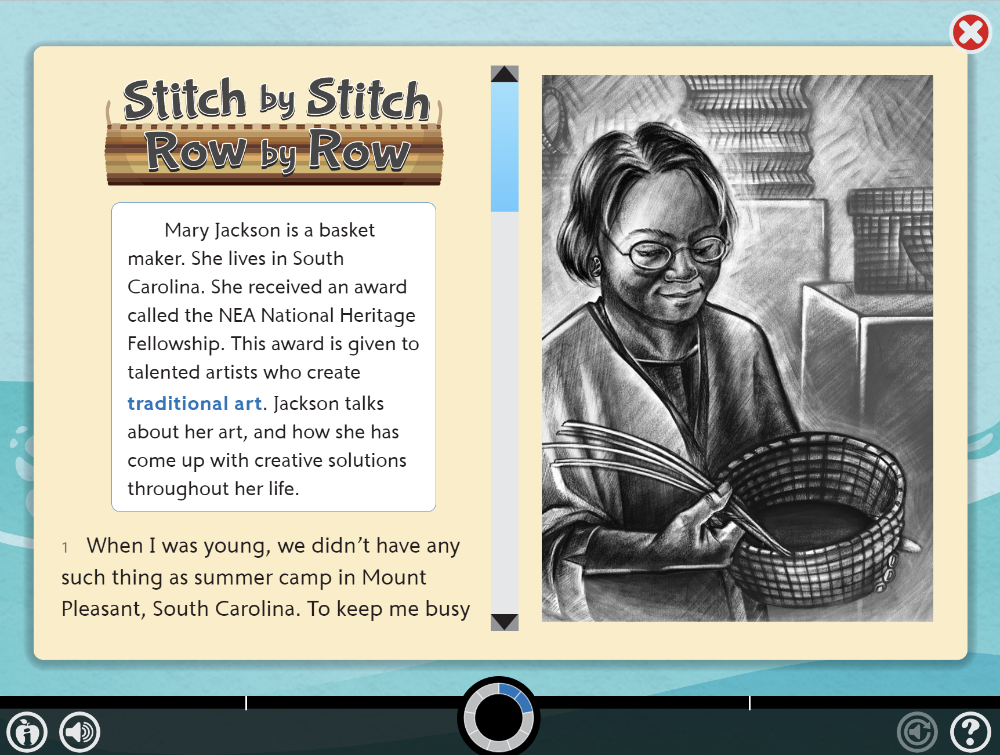 Stitch by Stitch
Row by Row
Mary Jackson is a basket
maker. She lives in South
Carolina. She received an award
called the NEA National Heritage
Fellowship. This award is given to
talented artists who create
traditional art. Jackson talks
about her art, and how she has
come up with creative solutions
throughout her life.
1 When I was young, we didn’t have any
such thing as summer camp in Mount
Pleasant, South Carolina. To keep me busy